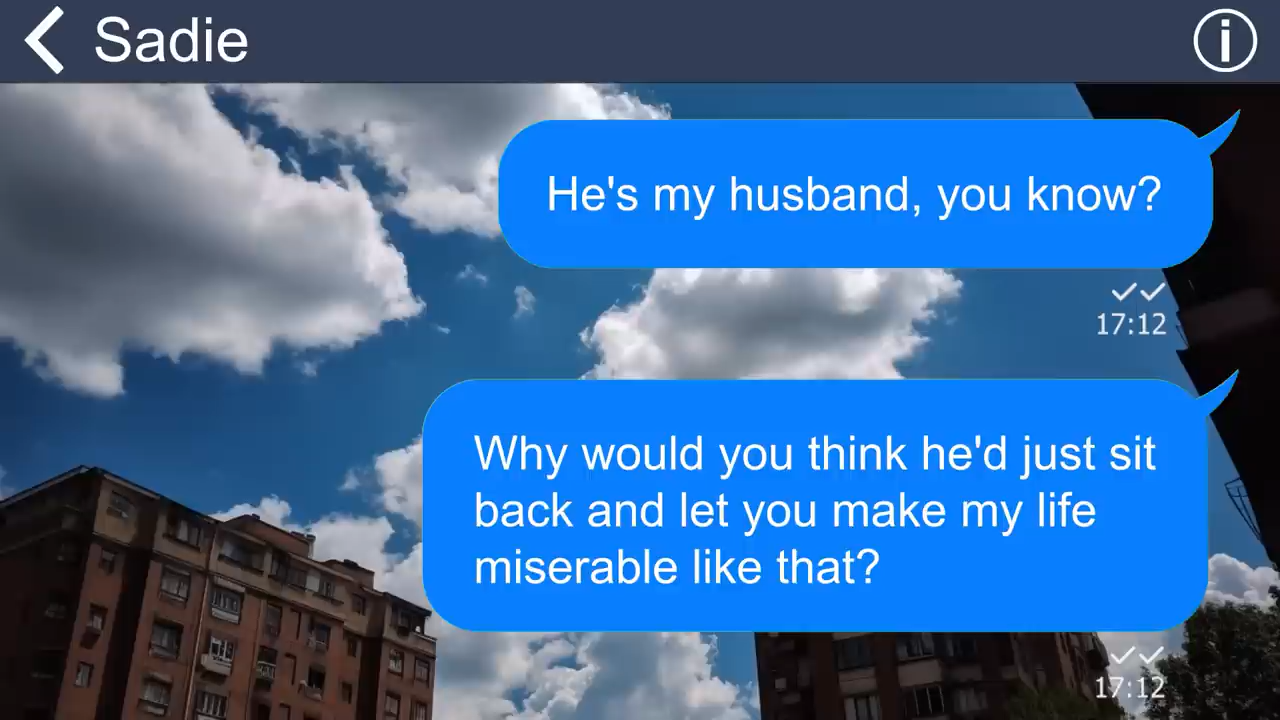 Sadie
He's my husband, you know?
17:12
Why would you think he'd just sit
back and let you make my life
miserable like that?
17:12